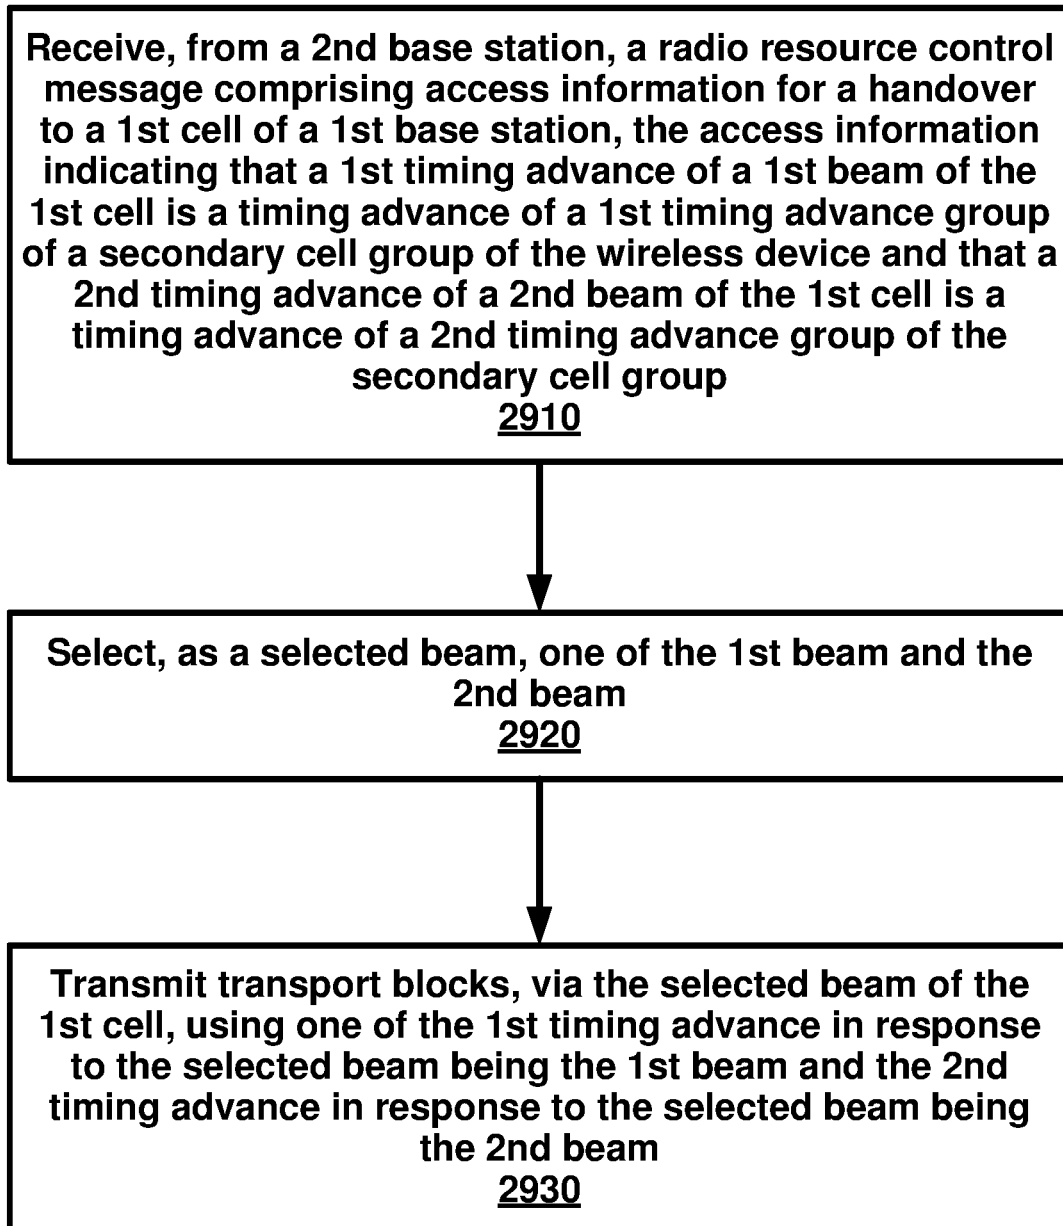 Receive, from a 2nd base station, a radio resource control
message comprising access information for a handover
to a 1st cell of a 1st base station, the access information
indicating that a 1st timing advance of a 1st beam of the
1st cell is a timing advance of a 1st timing advance group
of a secondary cell group of the wireless device and that a
2nd timing advance of a 2nd beam of the 1st cell is a
timing advance of a 2nd timing advance group of the
secondary cell group
2910
Select, as a selected beam, one of the 1st beam and the
2nd beam
2920
Transmit transport blocks, via the selected beam of the
1st cell, using one of the 1st timing advance in response
to the selected beam being the 1st beam and the 2nd
timing advance in response to the selected beam being
the 2nd beam
2930